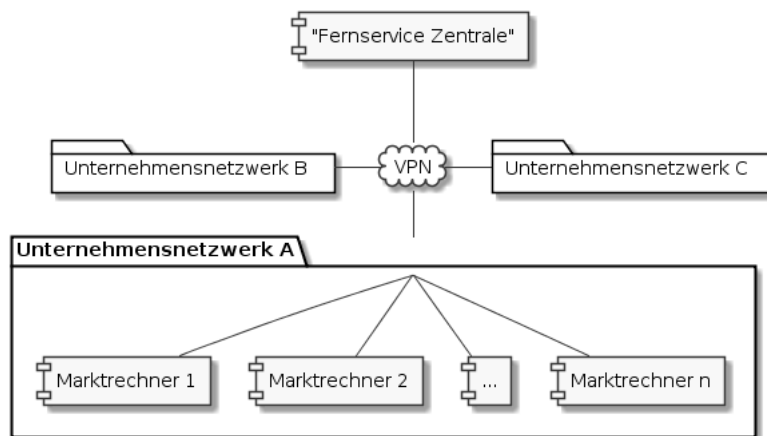 "Fernservice Zentrale"
Unternehmensnetzwerk B
VPN
Unternehmensnetzwerk C
Unternehmensnetzwerk A
Marktrechner 1
Marktrechner 2
...
Marktrechner n